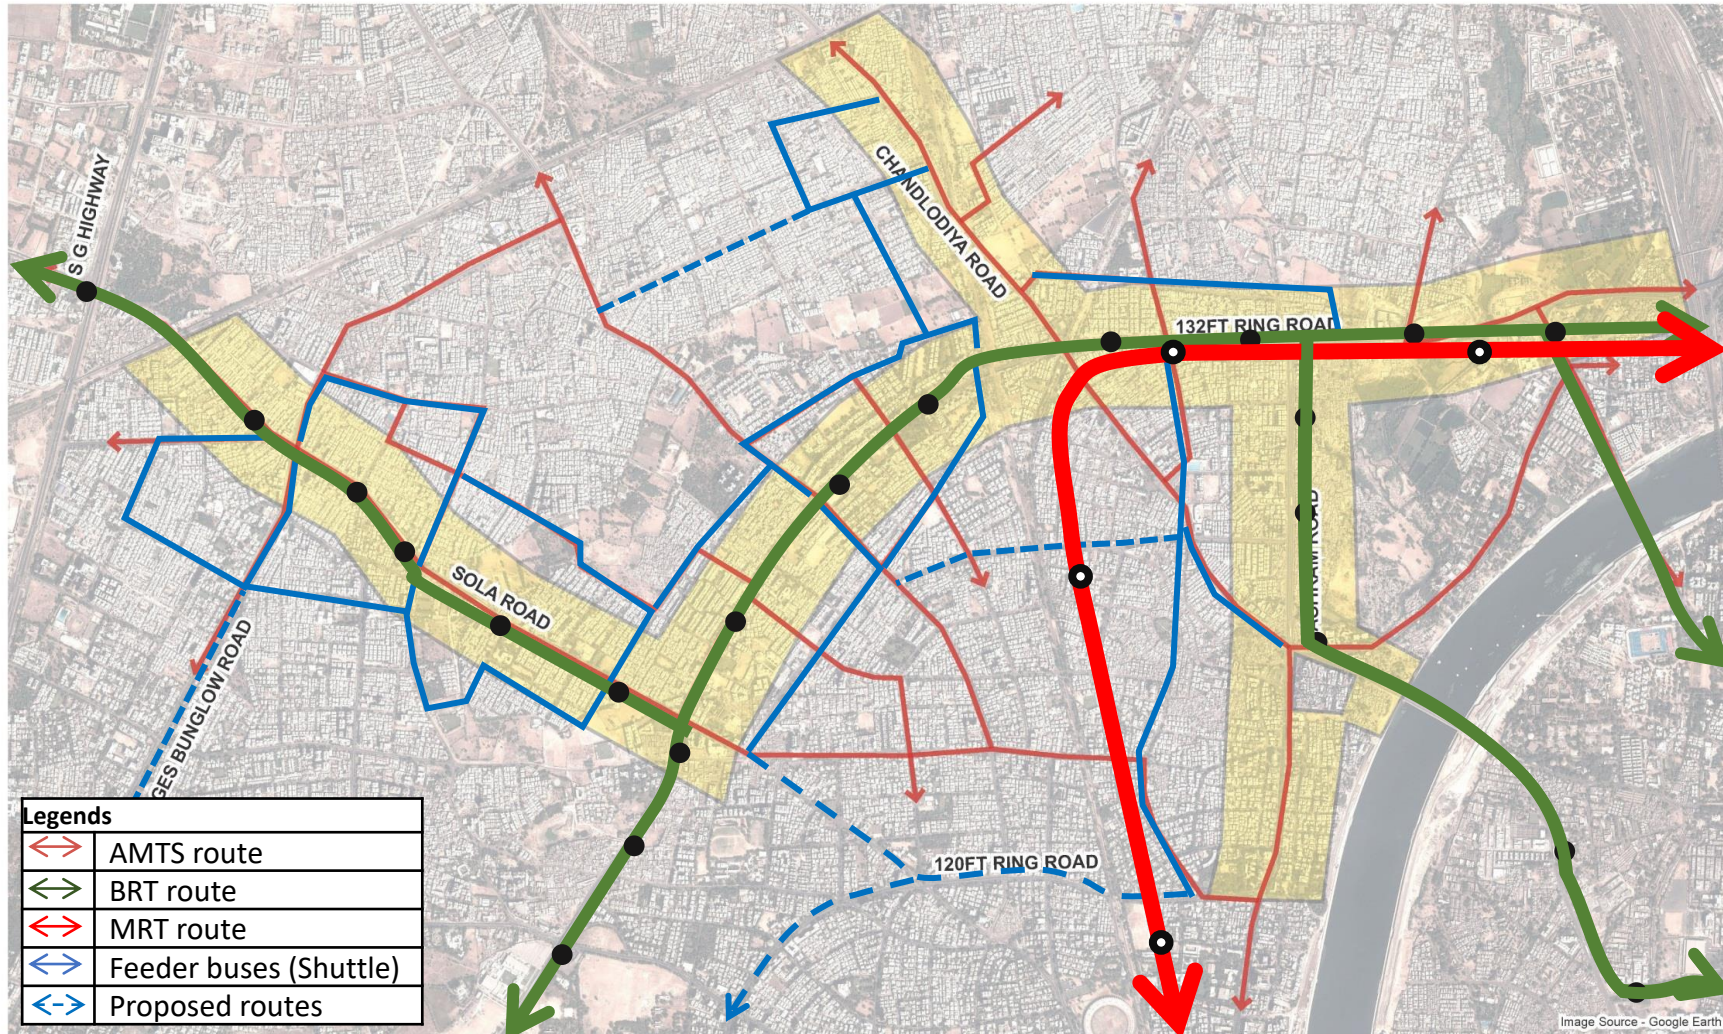 S G HIGHWAY
CHANDLODIYA ROAD
132FT RING ROAD
SOLA ROAD
GES BUNGLOW ROAD
ROAD
120FT RING ROAD
Legends
AMTS route
BRT route
MRT route
Feeder buses (Shuttle)
Proposed routes
Image Source - Google Earth